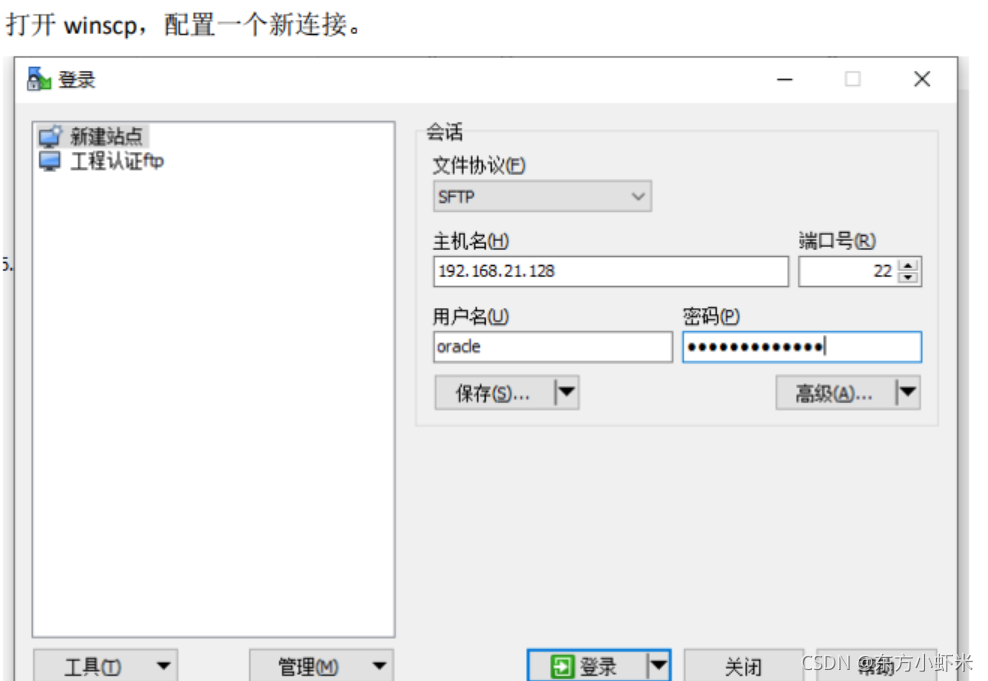 打开 winscp，配置一个新连接。
登录
新建站点
工程认证ftp
会话
文件协议(F)
SFTP
主机名(H) 端口号(R)
192.168.21.128 22
用户名(U) 密码(P)
oracle •••••••••••••
保存(S)... 高级(A)...
5.
工具(T) 管理(M) 登录 关闭 帮助
CSDN @东方小虾米